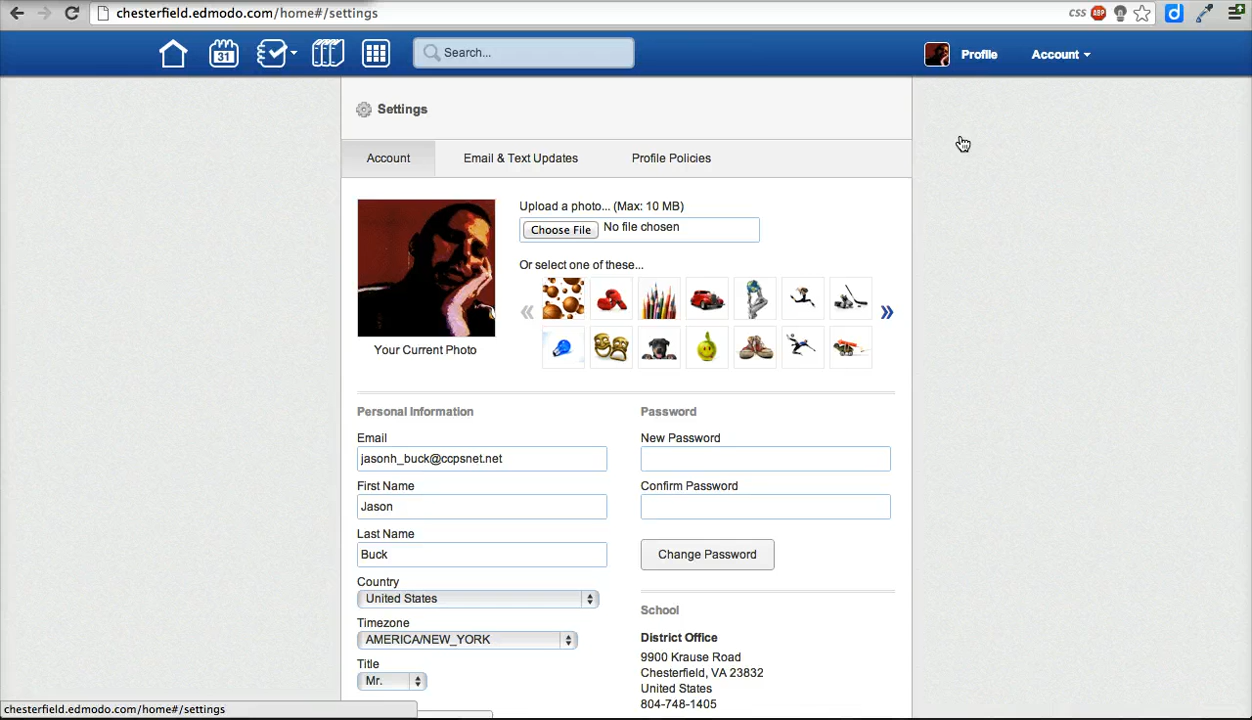 chesterfield.edmodo.com/home#/settings
CSS ABP d
31 Search... Profile Account
Settings
Account Email & Text Updates Profile Policies
Upload a photo... (Max: 10 MB)
Choose File No file chosen
Or select one of these...
« »
Your Current Photo
Personal Information Password
Email New Password
jasonh_buck@ccpsnet.net
First Name Confirm Password
Jason
Last Name
Buck Change Password
Country
United States School
Timezone District Office
AMERICA/NEW_YORK 9900 Krause Road
Title Chesterfield, VA 23832
Mr. United States
804-748-1405
chesterfield.edmodo.com/home#/settings